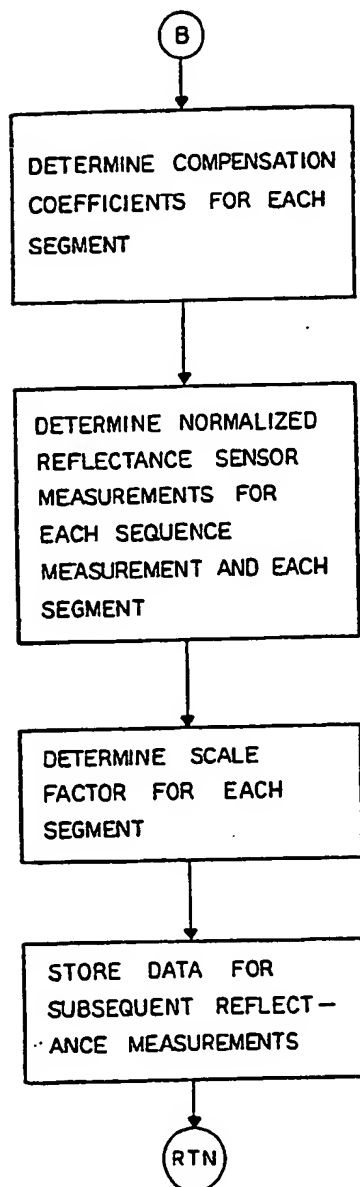 B
DETERMINE COMPENSATION
COEFFICIENTS FOR EACH
SEGMENT
DETERMINE NORMALIZED
REFLECTANCE SENSOR
MEASUREMENTS FOR
EACH SEQUENCE
MEASUREMENT AND EACH
SEGMENT
DETERMINE SCALE
FACTOR FOR EACH
SEGMENT
STORE DATA FOR
SUBSEQUENT REFLECT-
ANCE MEASUREMENTS
RTN